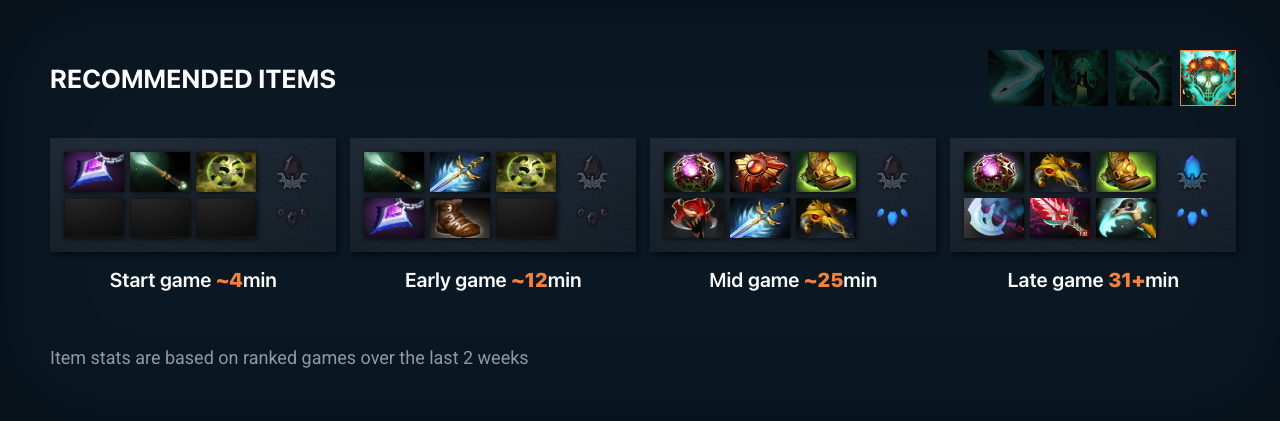 RECOMMENDED ITEMS
Start game ~4min
Early game ~12min
Mid game ~25min
Late game 31+min
Item stats are based on ranked games over the last 2 weeks